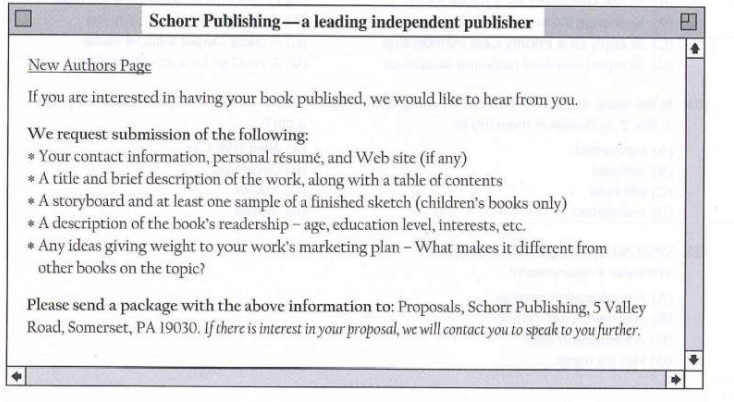 Schorr Publishing—a leading independent publisher
New Authors Page
If you are interested in having your book published, we would like to hear from you.
We request submission of the following:
* Your contact information, personal résumé, and Web site (if any)
* A title and brief description of the work, along with a table of contents
* A storyboard and at least one sample of a finished sketch (children's books only)
* A description of the book's readership – age, education level, interests, etc.
* Any ideas giving weight to your work's marketing plan – What makes it different from
other books on the topic?
Please send a package with the above information to: Proposals, Schorr Publishing, 5 Valley
Road, Somerset, PA 19030. If there is interest in your proposal, we will contact you to speak to you further.